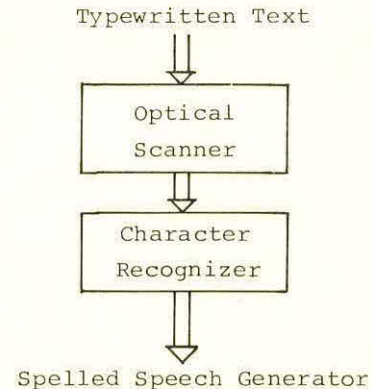 Typewritten Text
Optical
Scanner
Character
Recognizer
Spelled Speech Generator